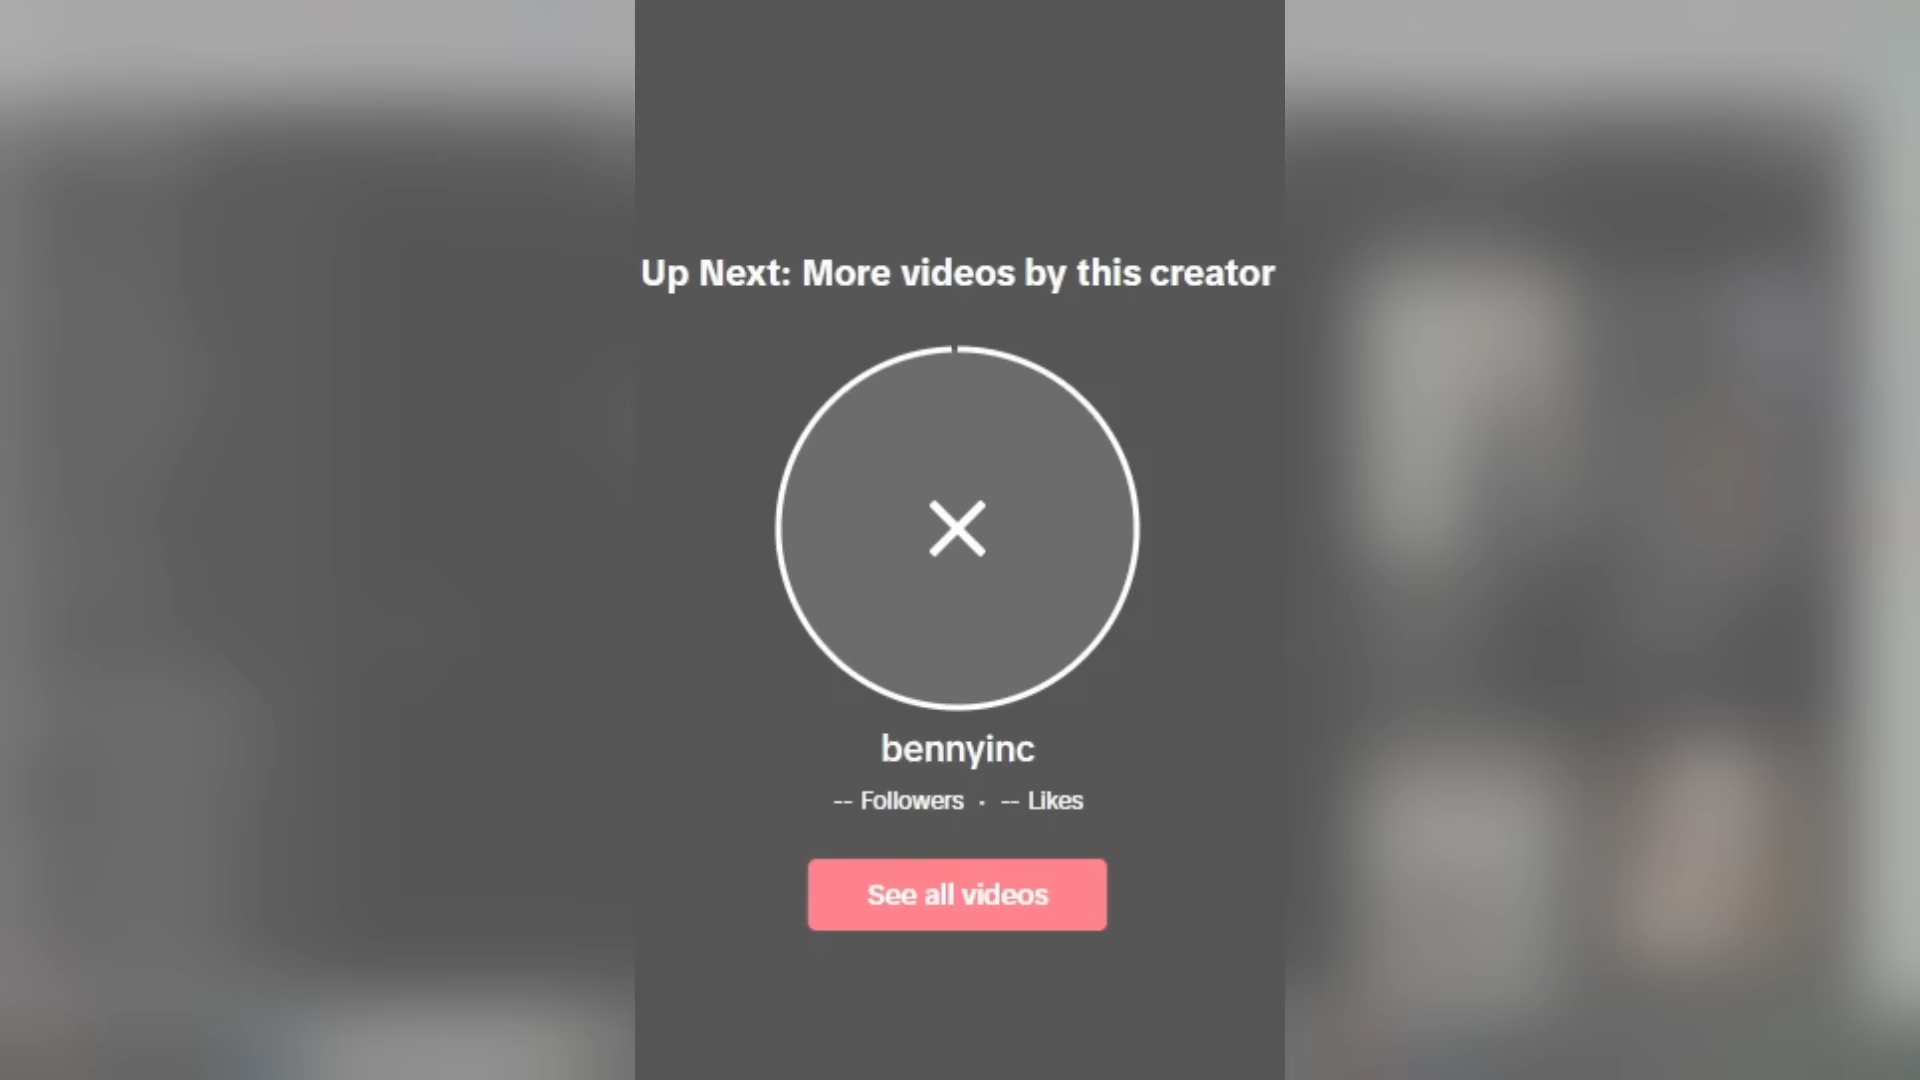 Up Next: More videos by this creator
bennyinc
-- Followers · -- Likes
See all videos